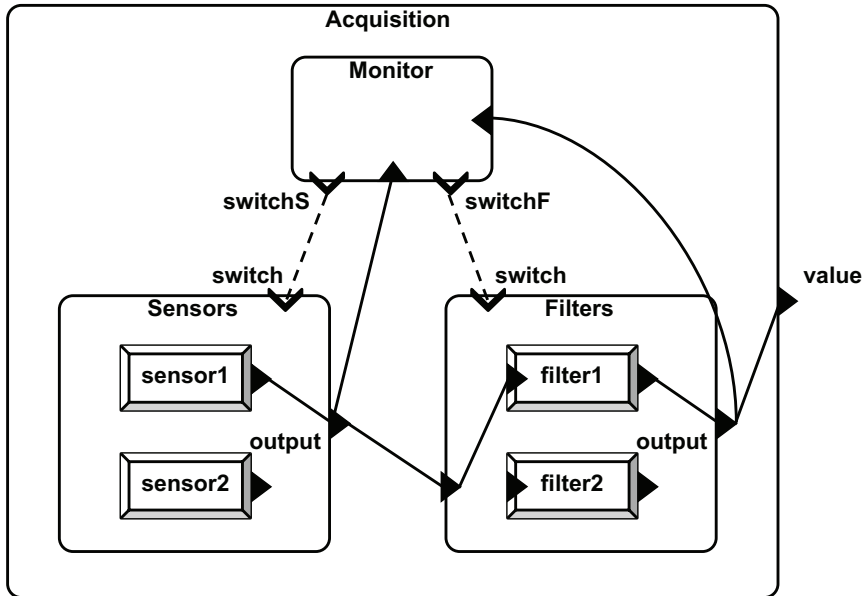 Acquisition
Monitor
switchS
switchF
switch
switch
value
Sensors
Filters
sensor1
filter1
output
output
sensor2
filter2